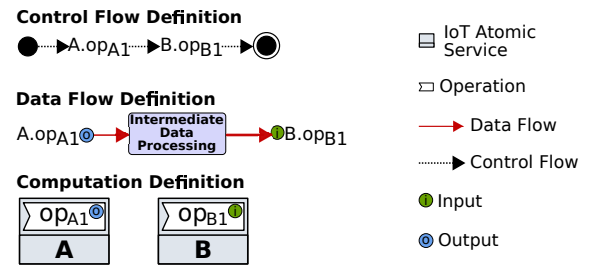 Control Flow Definition
A.opA1 B.opB1
Data Flow Definition
A.opA1 o Intermediate Data Processing i B.opB1
Computation Definition
opA1 o
A
opB1 i
B
IoT Atomic
Service
Operation
Data Flow
Control Flow
i Input
o Output